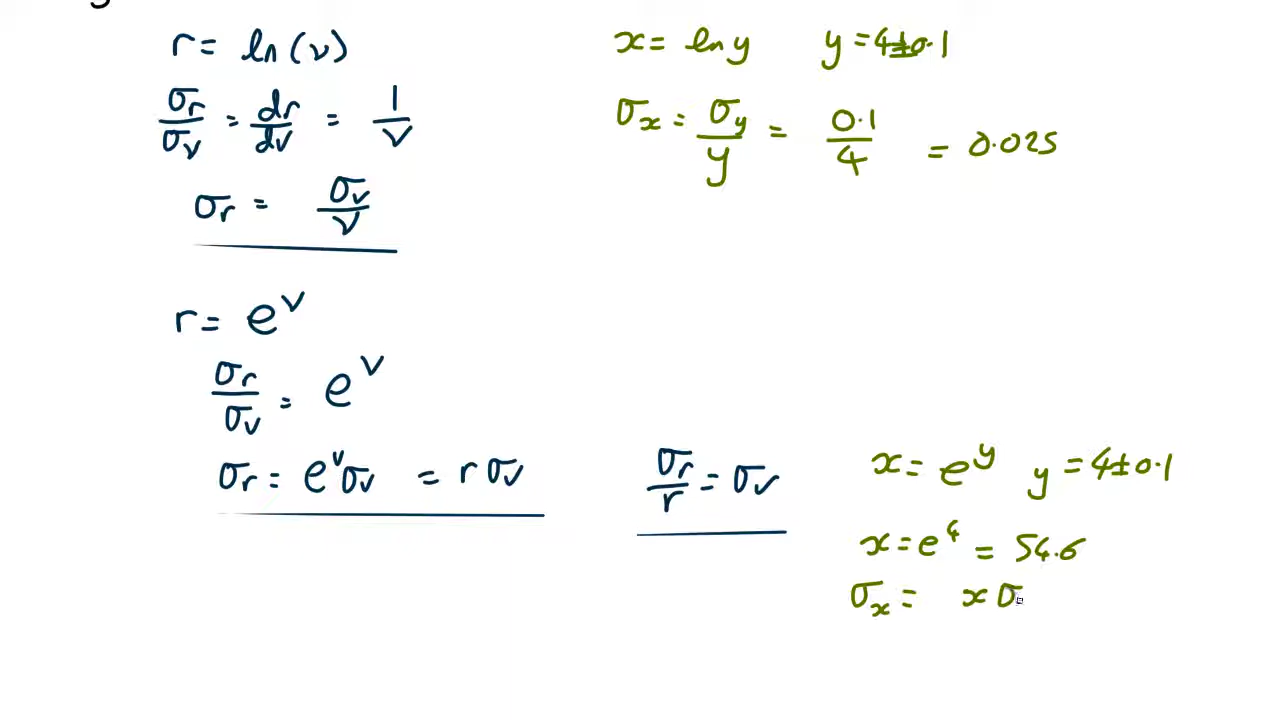 r = ln(v)
σr/σv = dr/dv = 1/v
σr = σv/v
x = ln y y = 4±0.1
σx = σy/y = 0.1/4 = 0.025
r = e^v
σr/σv = e^v
σr = e^v σv = r σv
σr/r = σv
x = e^y y = 4±0.1
x = e^4 = 54.6
σx = x σ